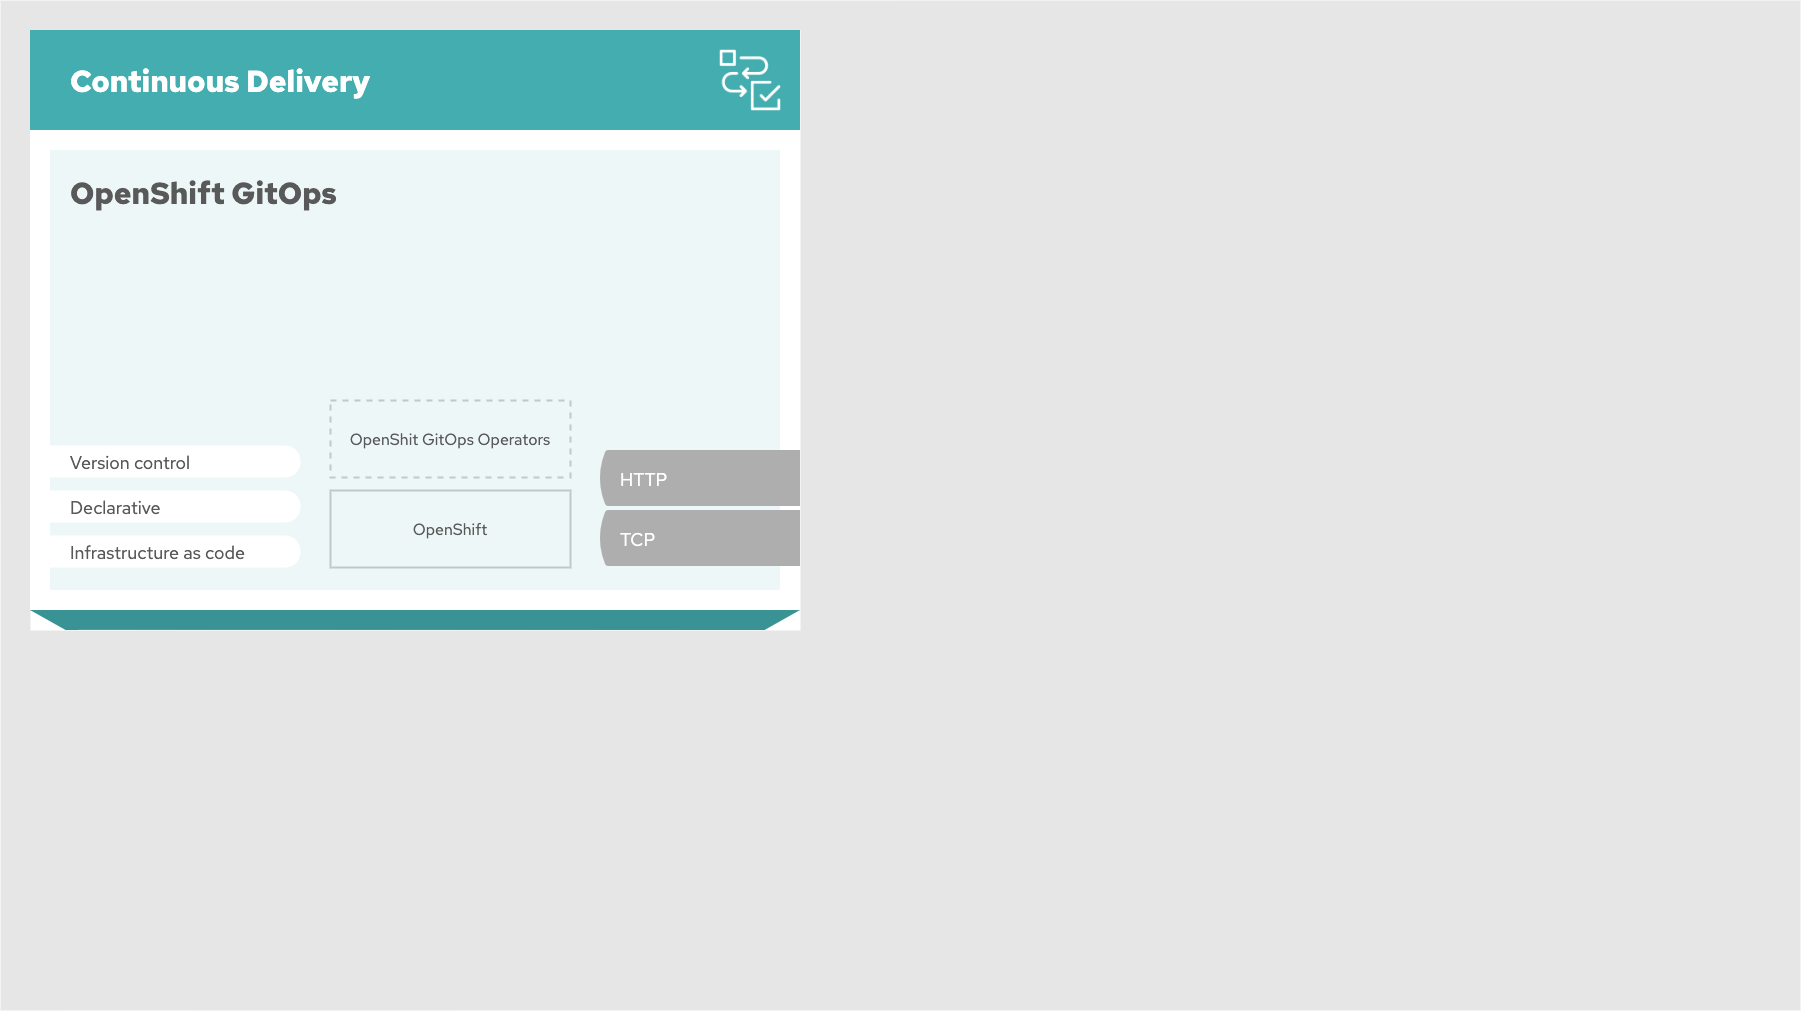 Continuous Delivery
OpenShift GitOps
OpenShit GitOps Operators
Version control
HTTP
Declarative
OpenShift
TCP
Infrastructure as code